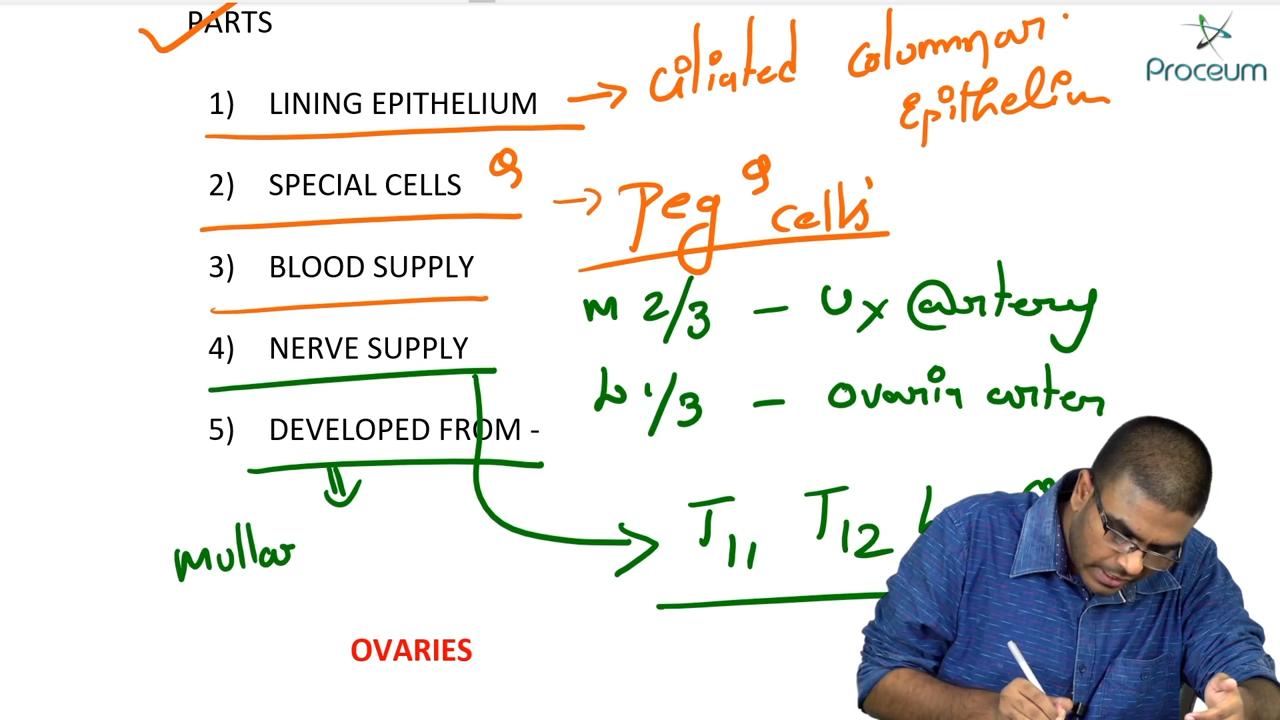 PARTS
Proceum
1) LINING EPITHELIUM → Ciliated Columnar Epithelium
2) SPECIAL CELLS → Peg cells
3) BLOOD SUPPLY
m 2/3 – Ux artery
4) NERVE SUPPLY
L 1/3 – ovarin arter
5) DEVELOPED FROM -
T11 T12 L
mullar
OVARIES